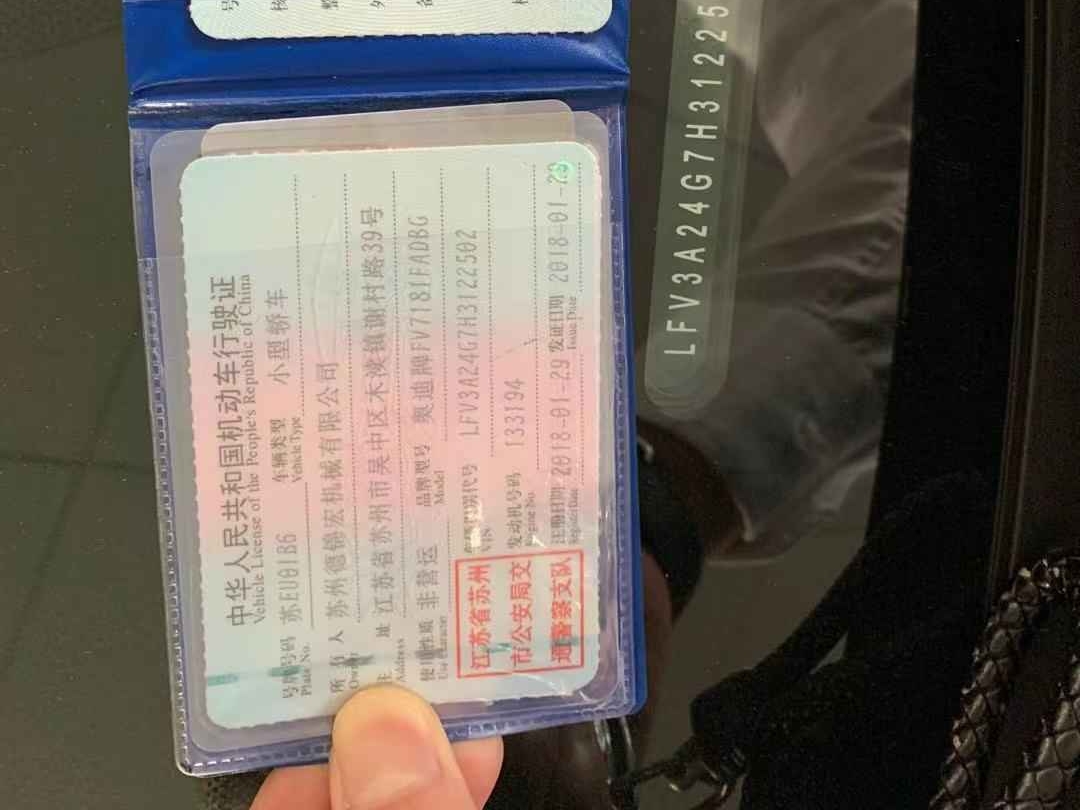 中华人民共和国机动车行驶证
Vehicle License of the People's Republic of China
号牌号码 苏EU01B6 车辆类型 小型轿车
Plate No. Vehicle Type
所有人 苏州德锦宏机械有限公司
Owner
住 址 江苏省苏州市吴中区木渎镇谢村路39号
Address
使用性质 非营运 品牌型号 奥迪牌FV7181FADBG
Use Character Model
车辆识别代号 LFV3A24G7H3122502
VIN
发动机号码 133194
Engine No.
注册日期 2018-01-29 发证日期 2018-01-29
Register Date Issue Date
江苏省苏州
市公安局交
通警察支队
LFV3A24G7H31225